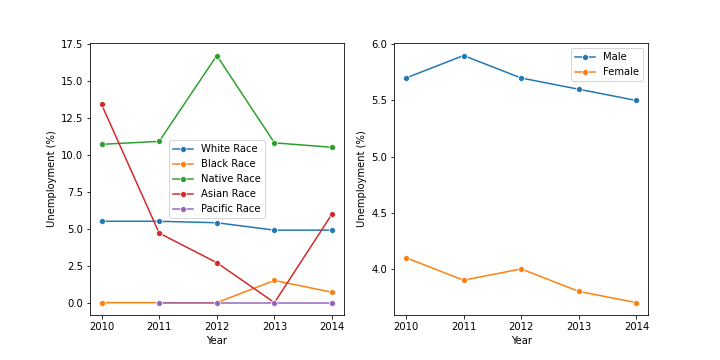 17.5
15.0
12.5
10.0
7.5
5.0
2.5
0.0
Unemployment (%)
White Race
Black Race
Native Race
Asian Race
Pacific Race
2010 2011 2012 2013 2014
Year
6.0
5.5
5.0
4.5
4.0
Unemployment (%)
Male
Female
2010 2011 2012 2013 2014
Year